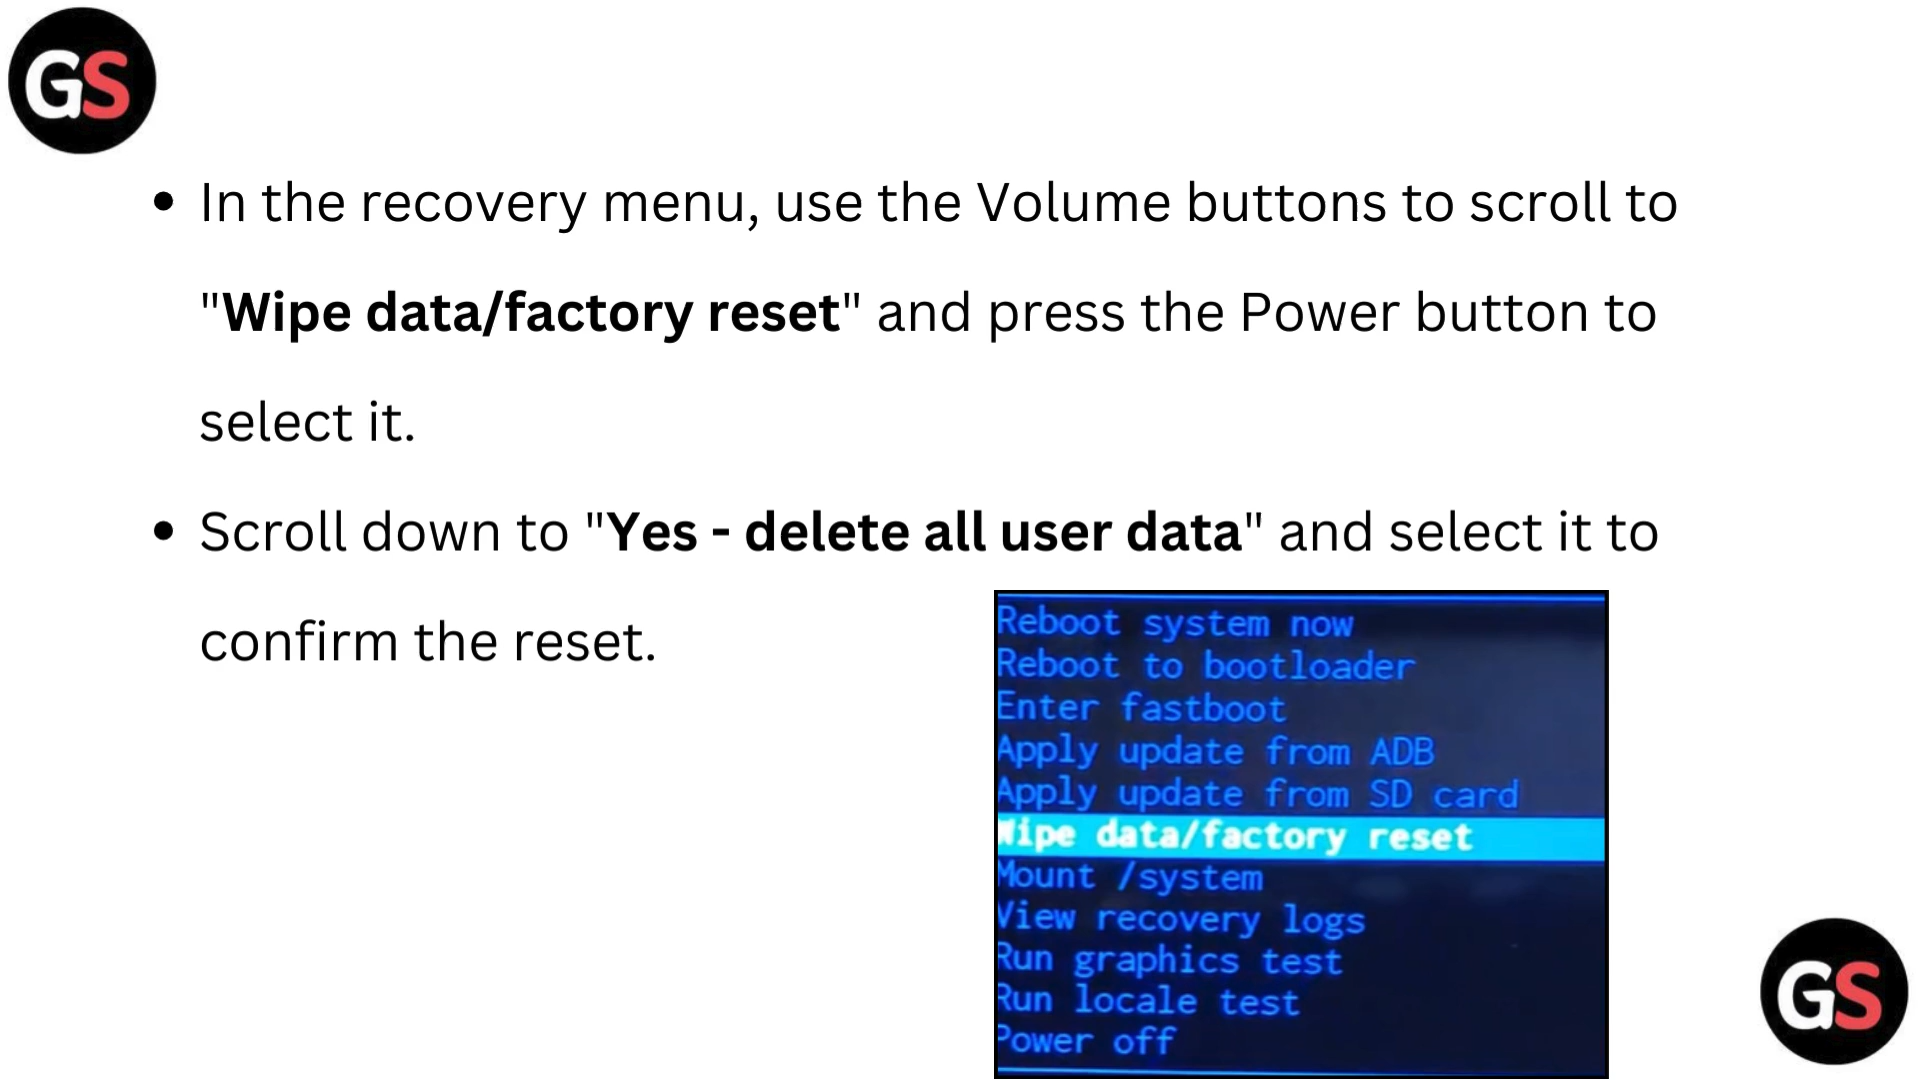 GS
• In the recovery menu, use the Volume buttons to scroll to
"Wipe data/factory reset" and press the Power button to
select it.
• Scroll down to "Yes - delete all user data" and select it to
confirm the reset.
Reboot system now
Reboot to bootloader
Enter fastboot
Apply update from ADB
Apply update from SD card
Wipe data/factory reset
Mount /system
View recovery logs
Run graphics test
Run locale test
Power off
GS